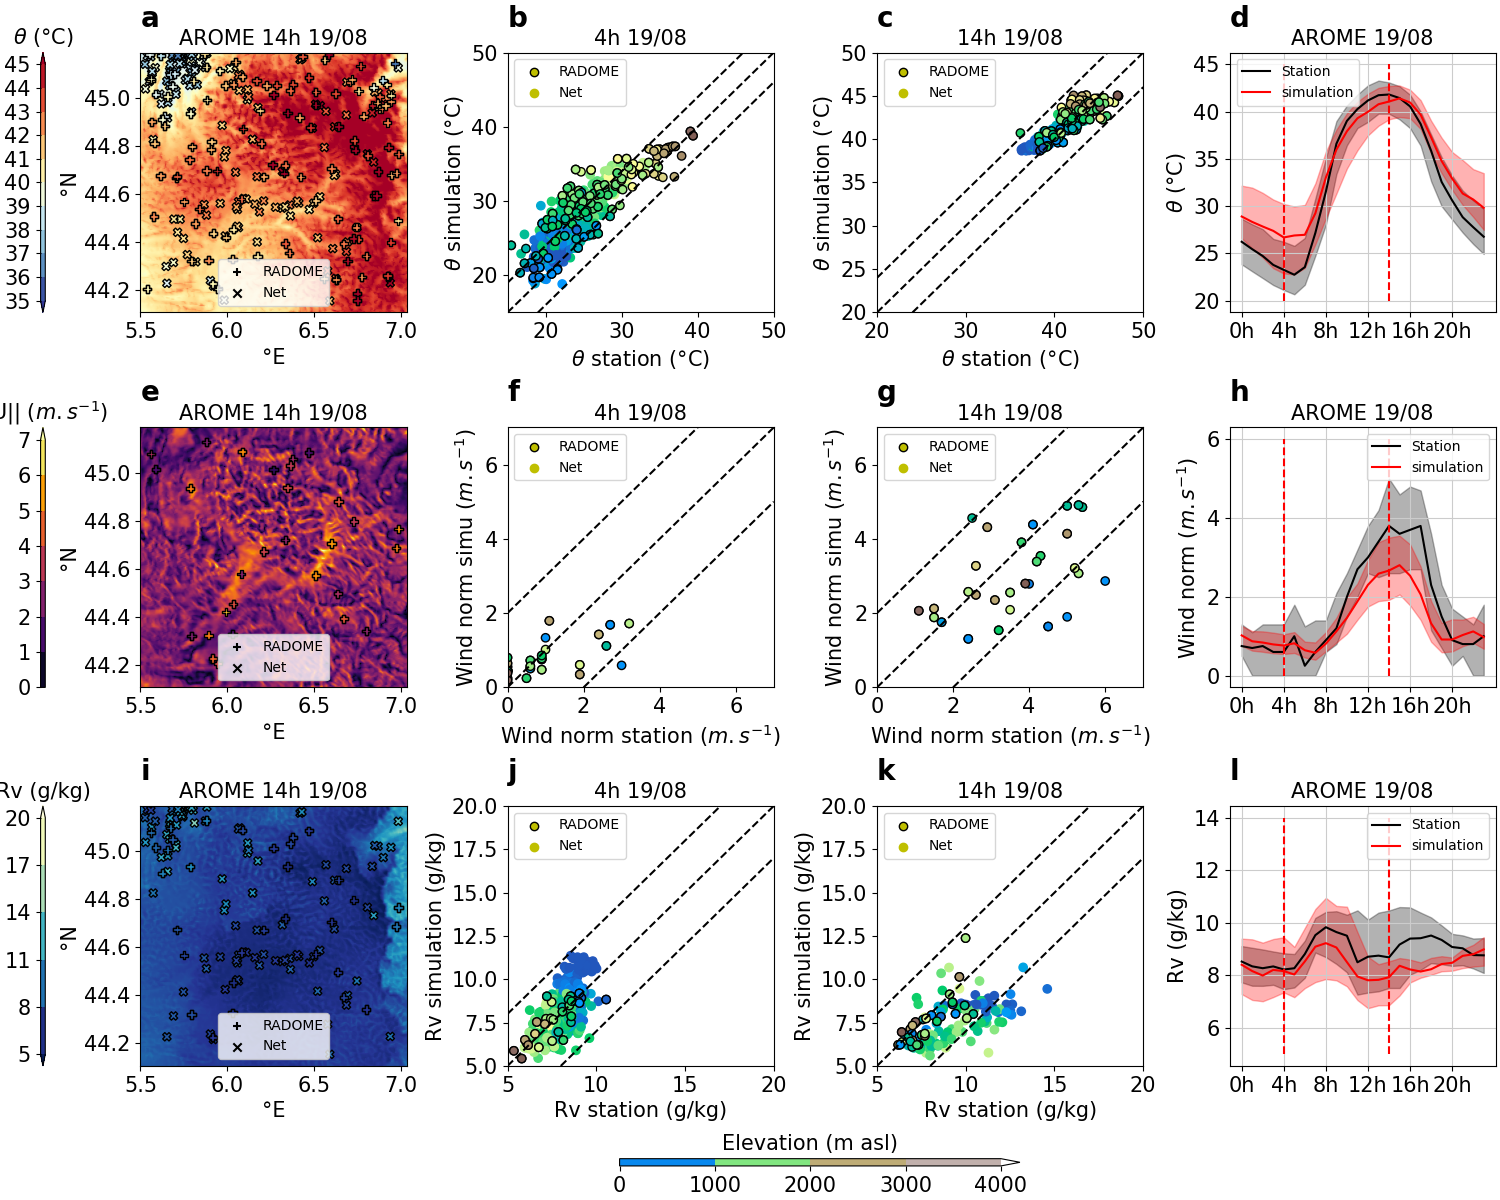 a
b
c
d
θ (°C)
AROME 14h 19/08
4h 19/08
14h 19/08
AROME 19/08
45
44
43
42
41
40
39
38
37
36
35
°N
45.0
44.8
44.6
44.4
44.2
RADOME
Net
5.5
6.0
6.5
7.0
°E
θ simulation (°C)
50
40
30
20
RADOME
Net
20
30
40
50
θ station (°C)
θ simulation (°C)
50
45
40
35
30
25
20
RADOME
Net
20
30
40
50
θ station (°C)
θ (°C)
45
40
35
30
25
20
Station
simulation
0h
4h
8h
12h
16h
20h
e
f
g
h
U|| (m.s⁻¹)
AROME 14h 19/08
4h 19/08
14h 19/08
AROME 19/08
7
6
5
4
3
2
1
0
°N
45.0
44.8
44.6
44.4
44.2
RADOME
Net
5.5
6.0
6.5
7.0
°E
Wind norm simu (m.s⁻¹)
6
4
2
0
RADOME
Net
0
2
4
6
Wind norm station (m.s⁻¹)
Wind norm simu (m.s⁻¹)
6
4
2
0
RADOME
Net
0
2
4
6
Wind norm station (m.s⁻¹)
Wind norm (m.s⁻¹)
6
4
2
0
Station
simulation
0h
4h
8h
12h
16h
20h
i
j
k
l
Rv (g/kg)
AROME 14h 19/08
4h 19/08
14h 19/08
AROME 19/08
20
17
14
11
8
5
°N
45.0
44.8
44.6
44.4
44.2
RADOME
Net
5.5
6.0
6.5
7.0
°E
Rv simulation (g/kg)
20.0
17.5
15.0
12.5
10.0
7.5
5.0
RADOME
Net
5
10
15
20
Rv station (g/kg)
Rv simulation (g/kg)
20.0
17.5
15.0
12.5
10.0
7.5
5.0
RADOME
Net
5
10
15
20
Rv station (g/kg)
Rv (g/kg)
14
12
10
8
6
Station
simulation
0h
4h
8h
12h
16h
20h
Elevation (m asl)
0
1000
2000
3000
4000